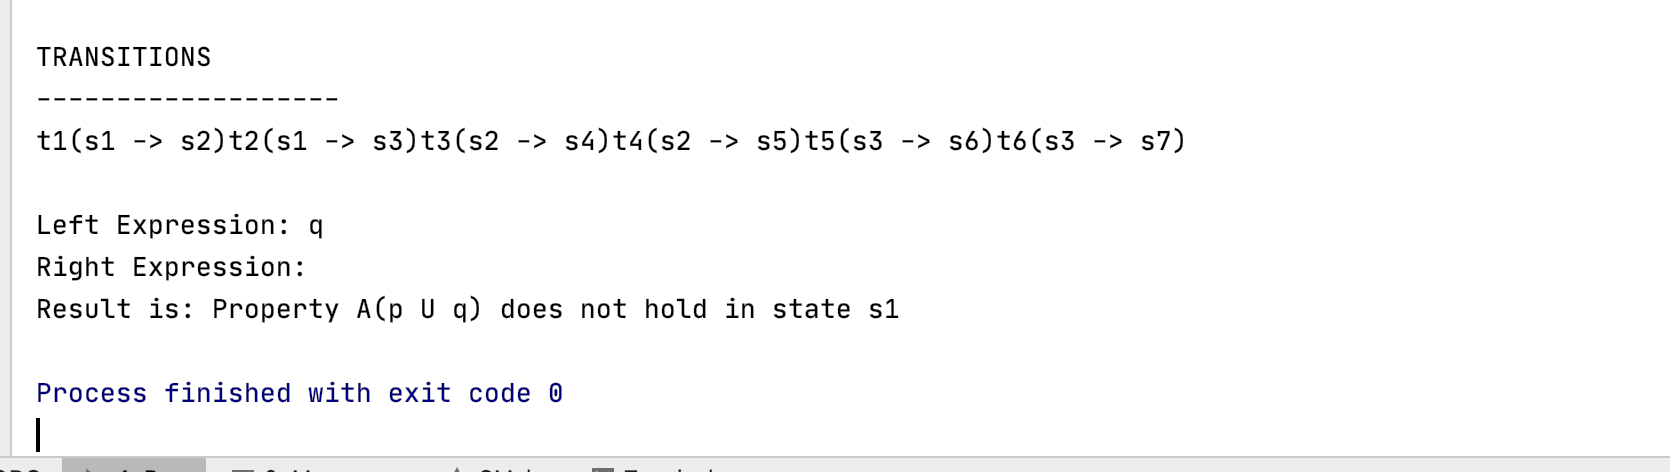 TRANSITIONS
-------------------
t1(s1 -> s2)t2(s1 -> s3)t3(s2 -> s4)t4(s2 -> s5)t5(s3 -> s6)t6(s3 -> s7)
Left Expression: q
Right Expression:
Result is: Property A(p U q) does not hold in state s1
Process finished with exit code 0